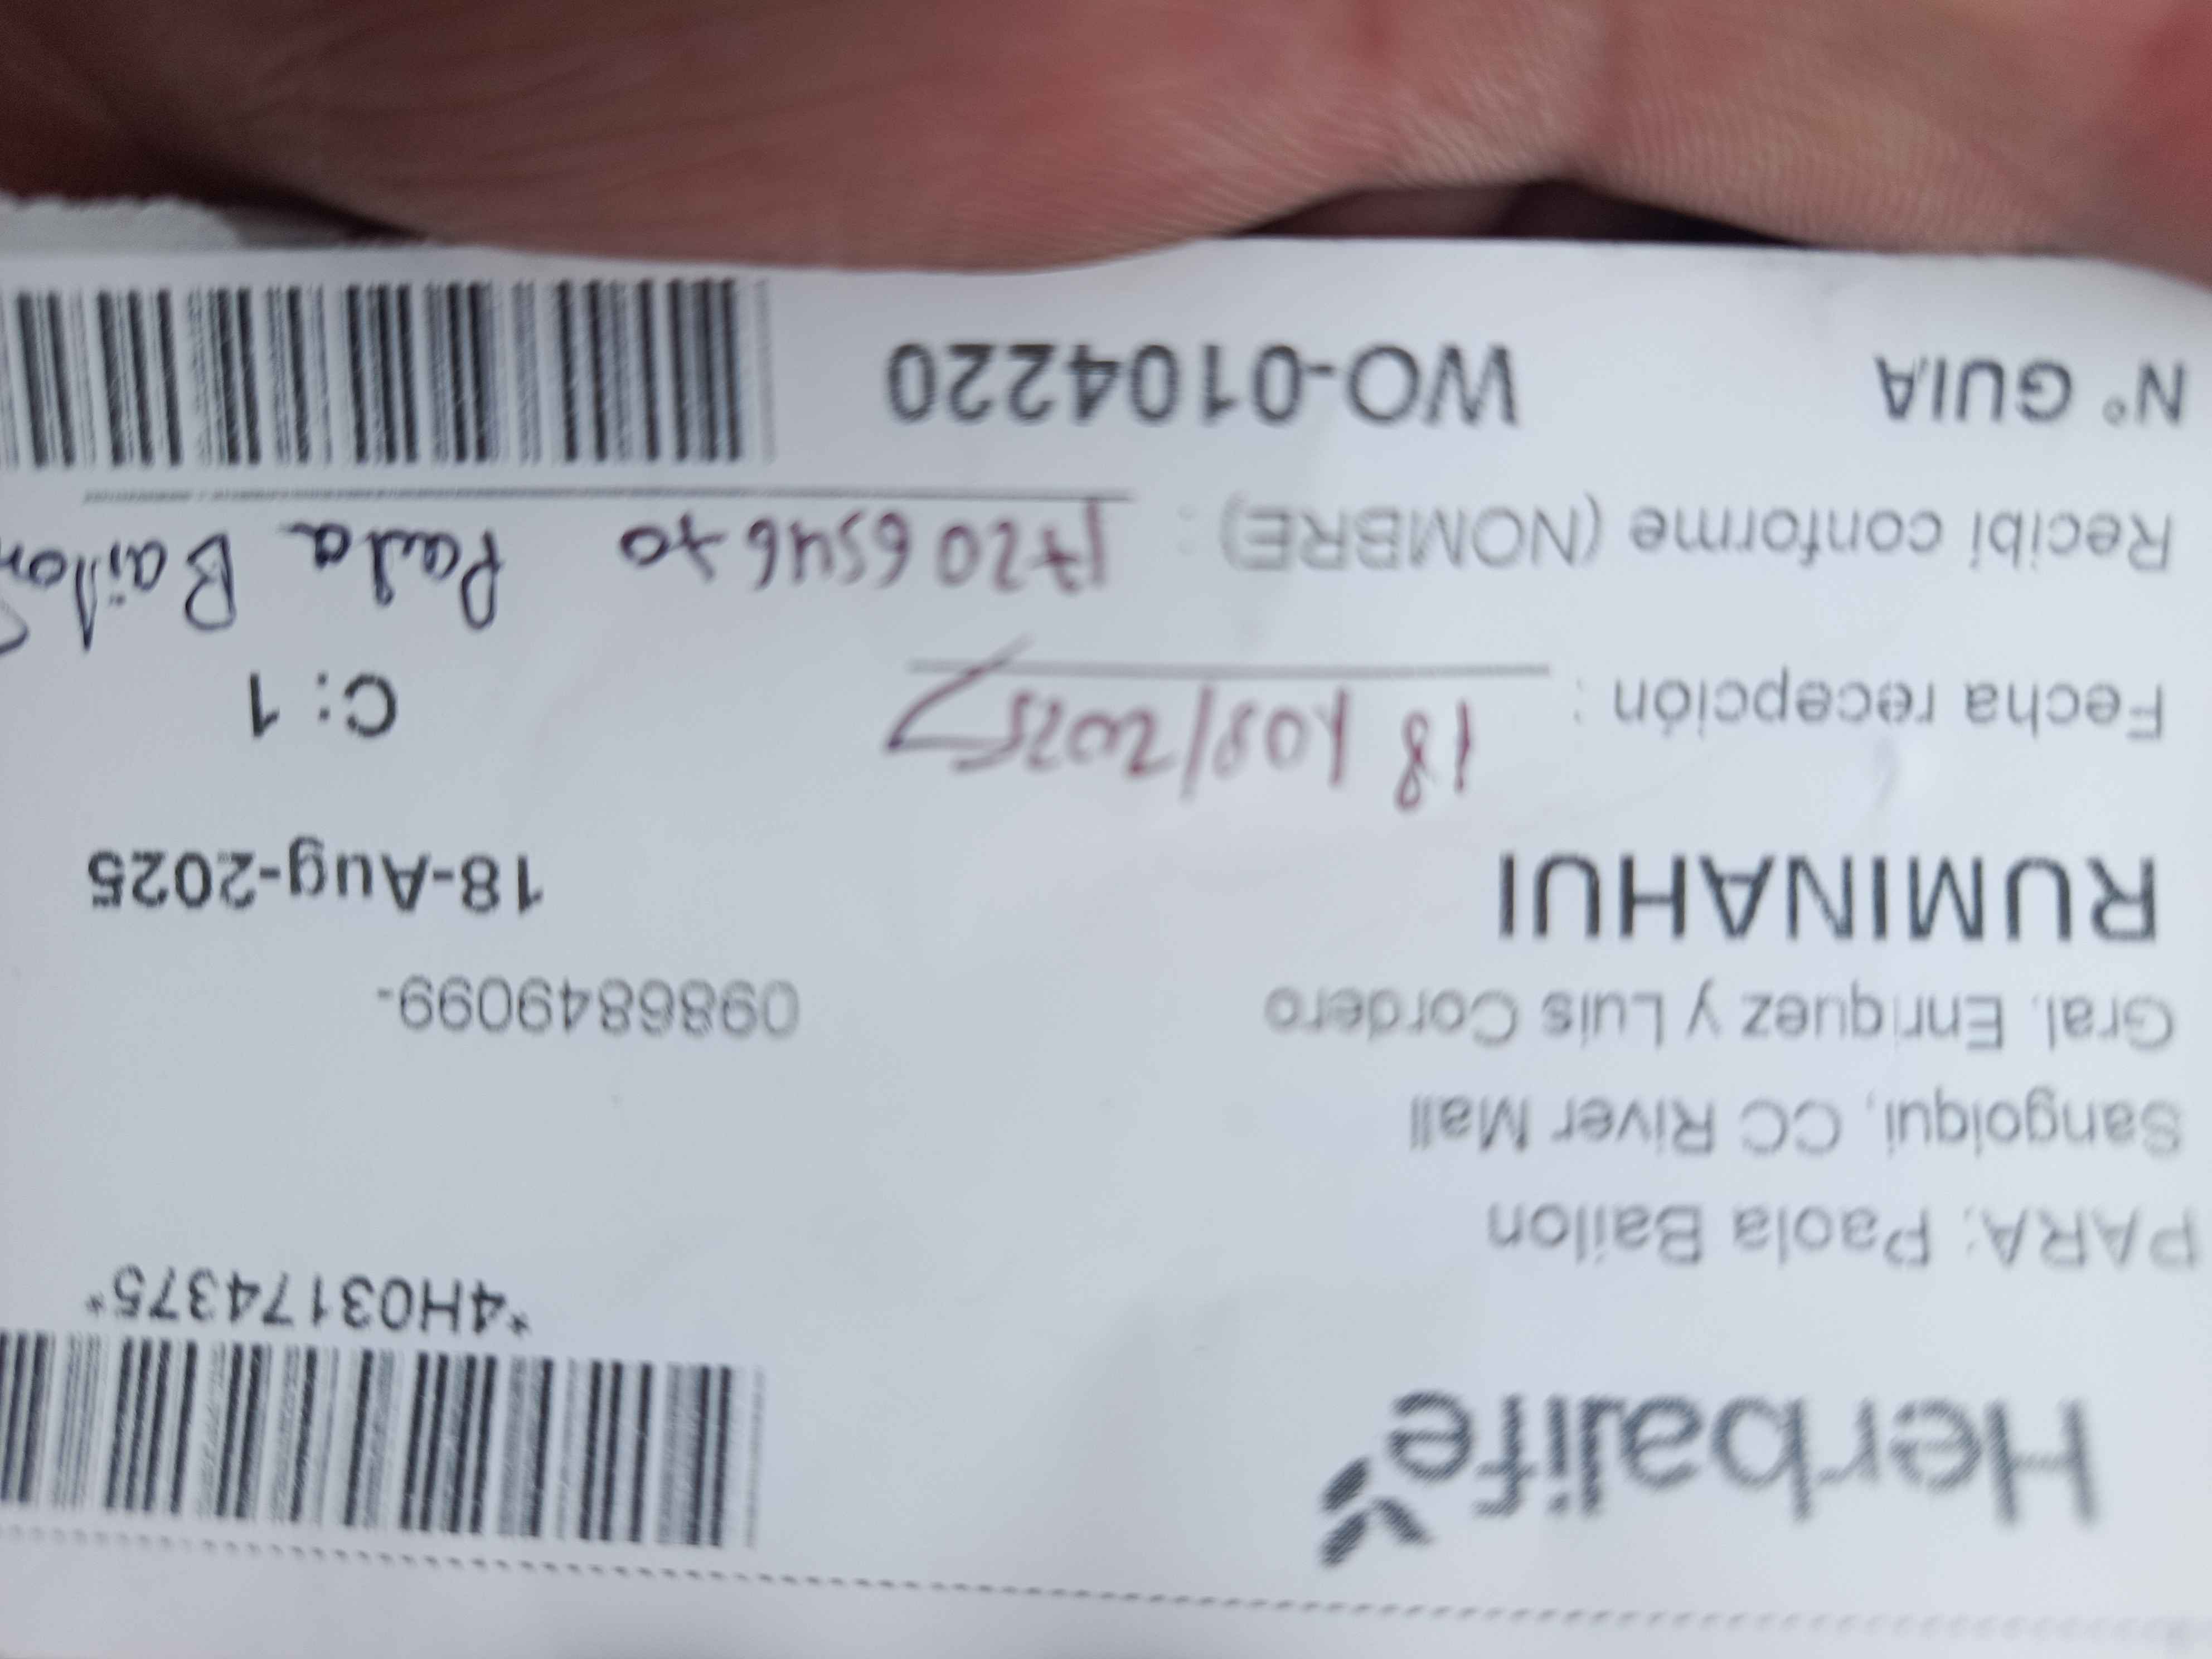 Herbalife
*4H03174375*
PARA: Paola Bailon
Sangolqui, CC River Mall
Gral. Enriquez y Luis Cordero
0986849099-
RUMINAHUI
18-Aug-2025
Fecha recepción : 18/08/2025
C: 1
Recibi conforme (NOMBRE) : 1720654670 Paola Bailon
N° GUIA WO-0104220